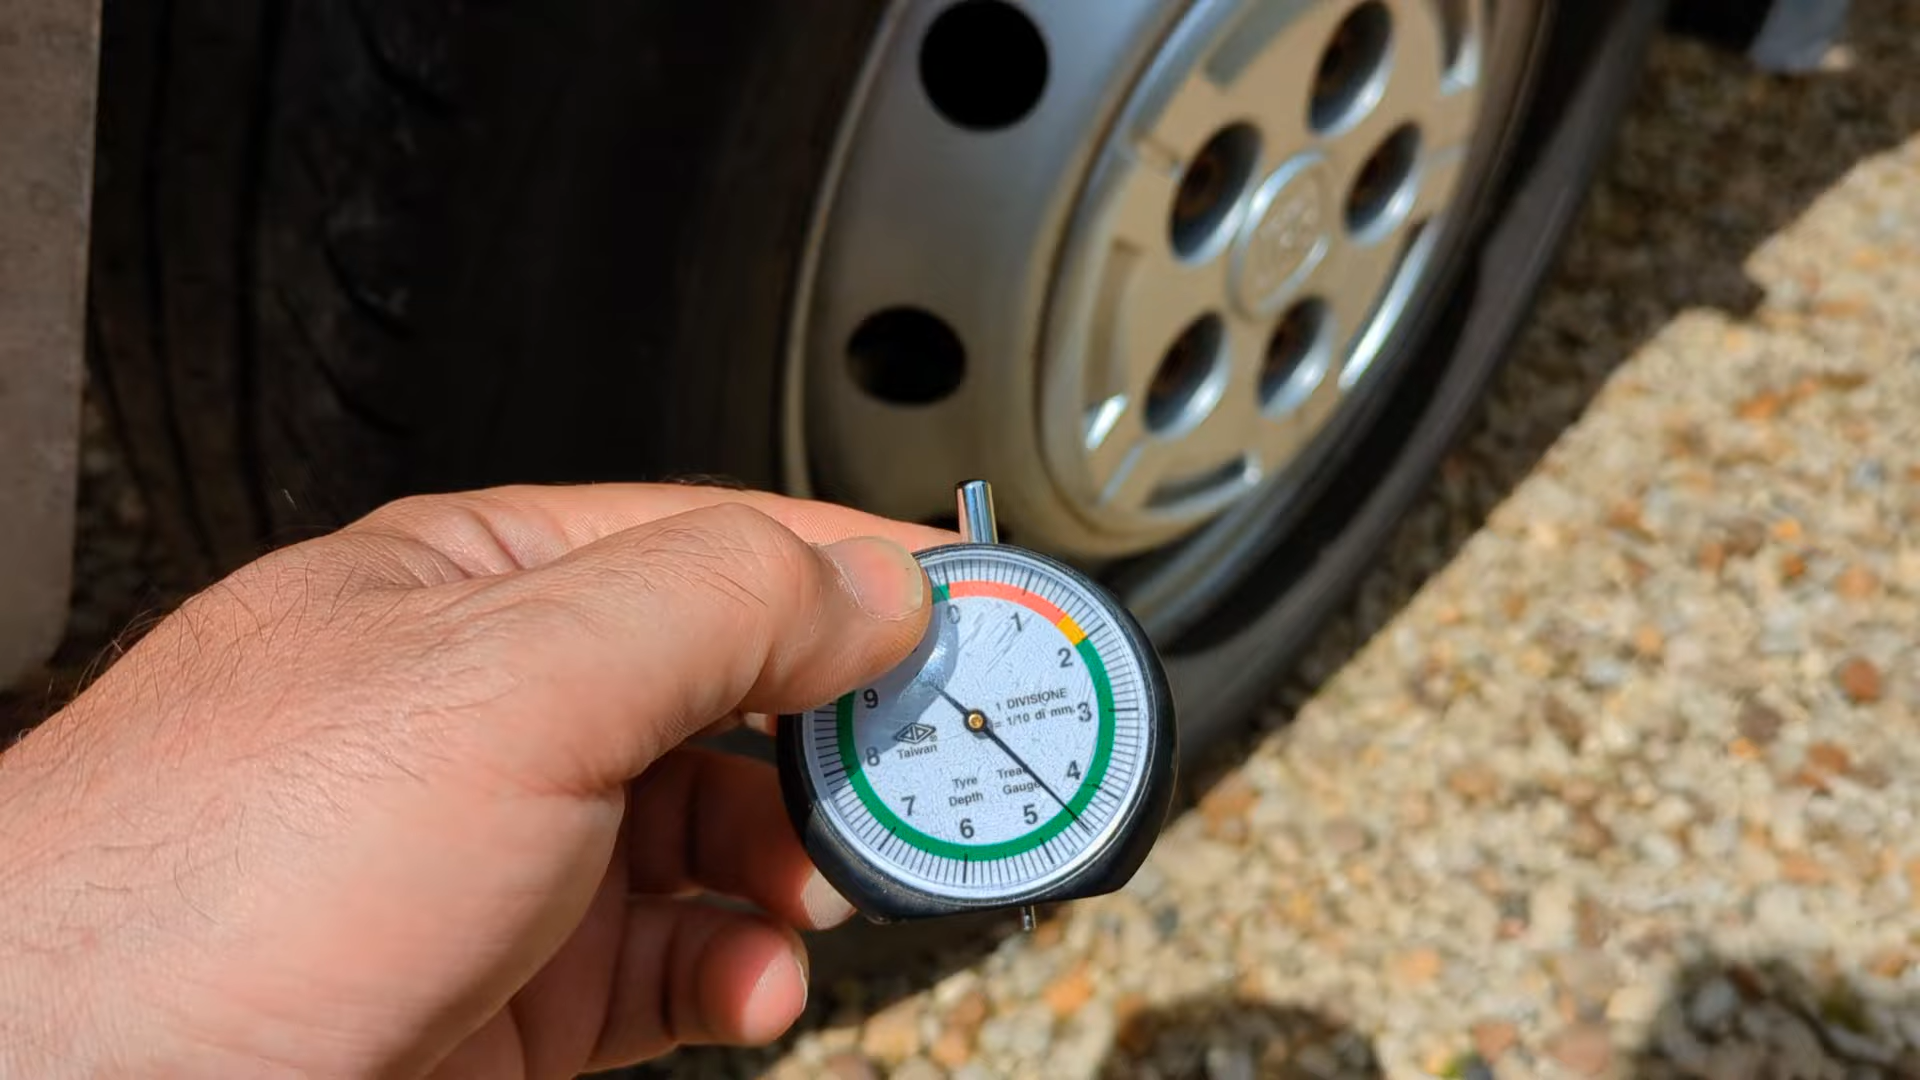 0
1
2
3
4
5
6
7
8
9
1 DIVISIONE
= 1/10 di mm.
Taiwan
Tyre Tread
Depth Gauge